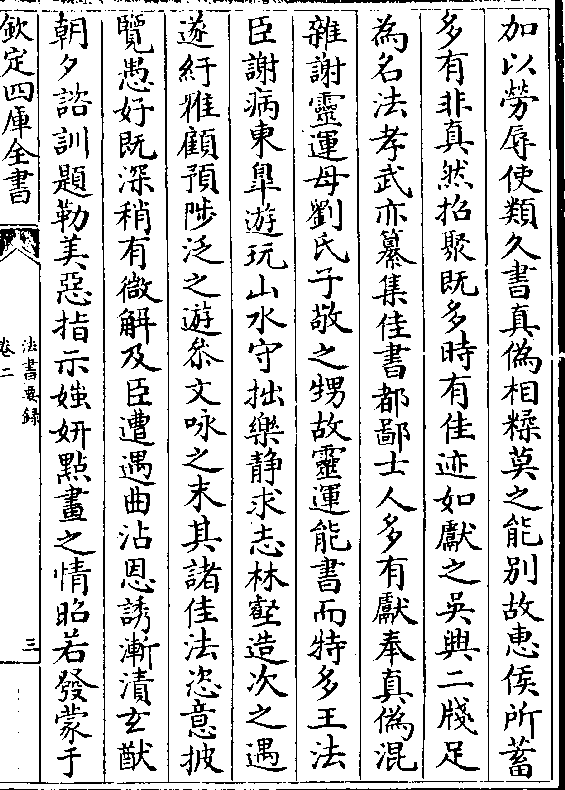 加以勞辱使類久書真偽相糅莫之能别故惠侯所蓄
多有非真然招聚既多時有佳迹如獻之吳興二牋足
為名法孝武亦纂集佳書都鄙士人多有獻奉真偽混
雜謝靈運母劉氏子敬之甥故靈運能書而特多王法
臣謝病東臯遊玩山水守拙樂静求志林壑造次之遇
遂紆雅顧預陟泛之遊叅文咏之末其諸佳法恣意披
覽愚好既深稍有微解及臣遭遇曲沾恩誘漸漬玄猷
朝夕諮訓題勒美惡指示媸妍㸃畫之情昭若發蒙于
欽定四庫全書
法書要録
卷二
三